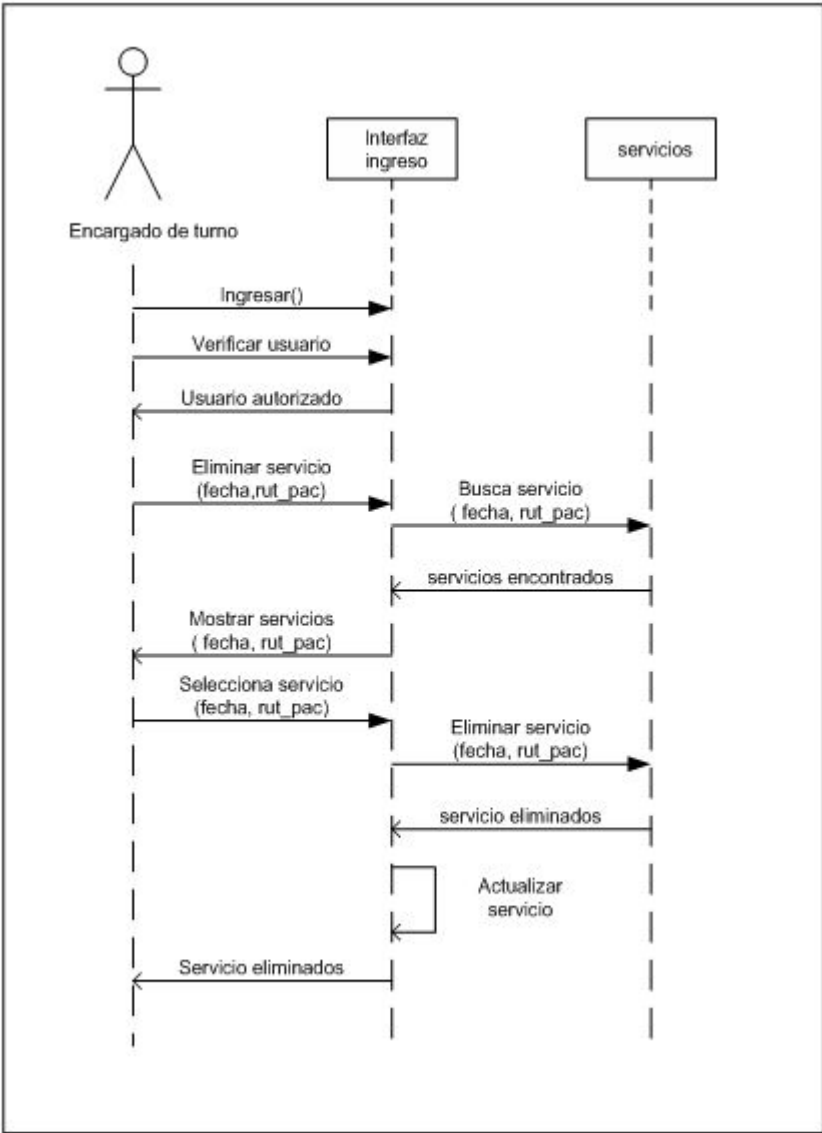 Interfaz
ingreso
servicios
Encargado de turno
Ingresar()
Verificar usuario
Usuario autorizado
Eliminar servicio
(fecha,rut_pac)
Busca servicio
( fecha, rut_pac)
servicios encontrados
Mostrar servicios
( fecha, rut_pac)
Selecciona servicio
(fecha, rut_pac)
Eliminar servicio
(fecha, rut_pac)
servicio eliminados
Actualizar
servicio
Servicio eliminados